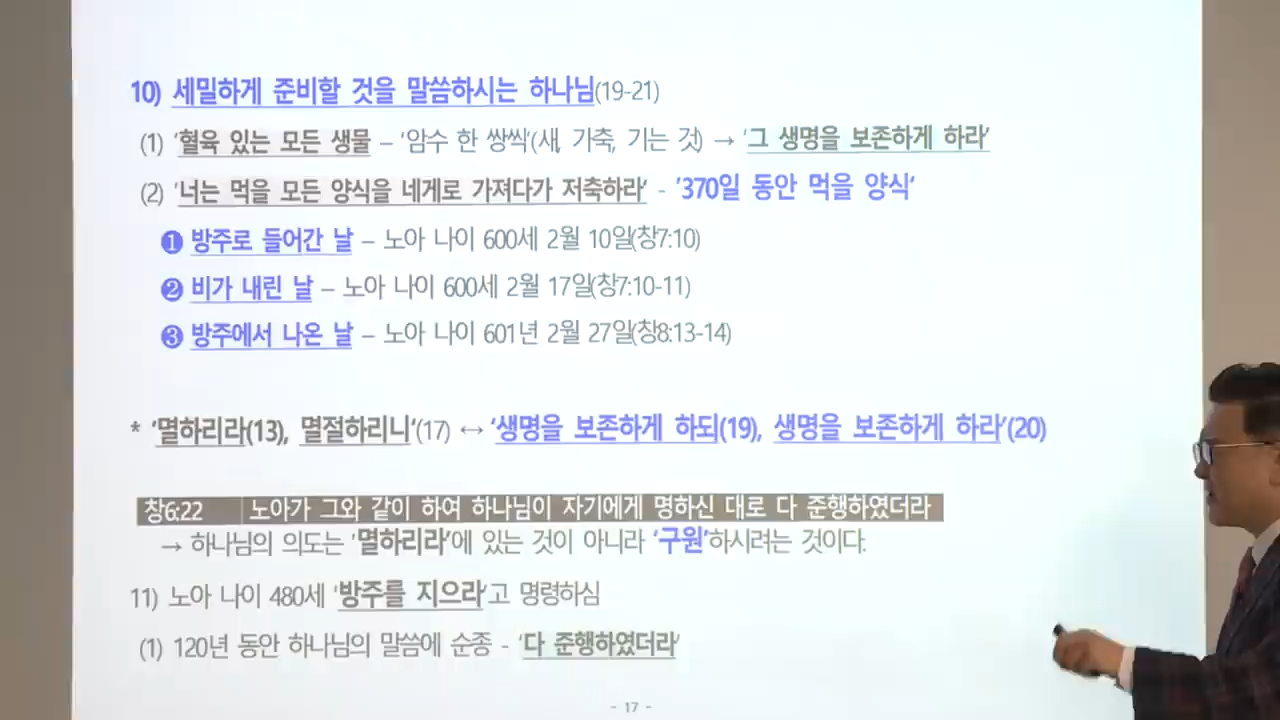 10) 세밀하게 준비할 것을 말씀하시는 하나님(19-21)
(1) '혈육 있는 모든 생물 – '암수 한 쌍씩'(새, 가축, 기는 것) → '그 생명을 보존하게 하라'
(2) '너는 먹을 모든 양식을 네게로 가져다가 저축하라' - '370일 동안 먹을 양식'
❶ 방주로 들어간 날 – 노아 나이 600세 2월 10일(창7:10)
❷ 비가 내린 날 – 노아 나이 600세 2월 17일(창7:10-11)
❸ 방주에서 나온 날 – 노아 나이 601년 2월 27일(창8:13-14)
* '멸하리라(13), 멸절하리니'(17) ↔ '생명을 보존하게 하되(19), 생명을 보존하게 하라'(20)
창6:22 노아가 그와 같이 하여 하나님이 자기에게 명하신 대로 다 준행하였더라
→ 하나님의 의도는 '멸하리라'에 있는 것이 아니라 '구원'하시려는 것이다.
11) 노아 나이 480세 '방주를 지으라'고 명령하심
(1) 120년 동안 하나님의 말씀에 순종 - '다 준행하였더라'
- 17 -